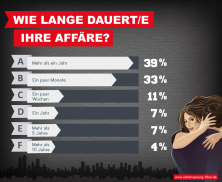 WIE LANGE DAUERT/E
IHRE AFFÄRE?
A Mehr als ein Jahr 39%
B Ein paar Monate 33%
C Ein paar
Wochen 11%
D Ein Jahr 7%
E Mehr als
5 Jahre 7%
F Mehr als
10 Jahre 4%